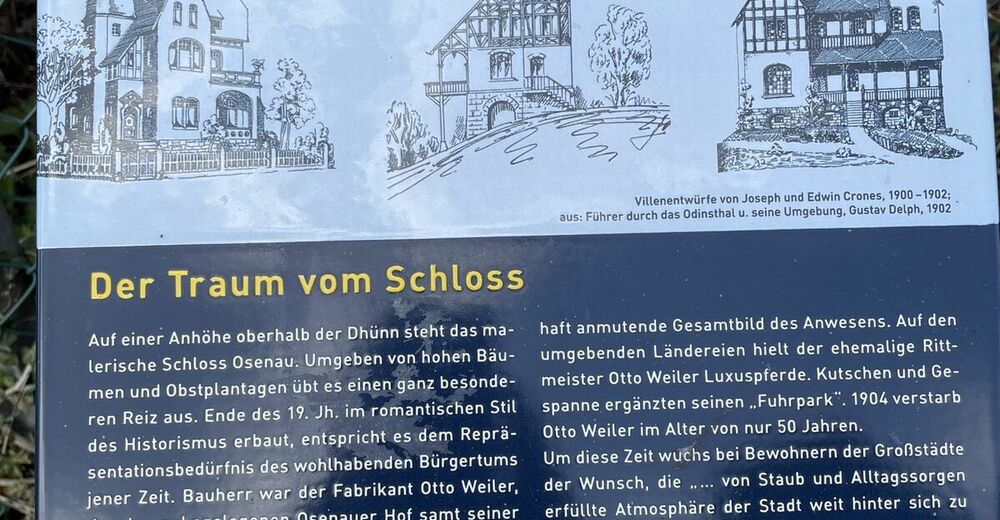 Villenentwürfe von Joseph und Edwin Crones, 1900–1902;
aus: Führer durch das Odinsthal u. seine Umgebung, Gustav Delph, 1902
Der Traum vom Schloss
Auf einer Anhöhe oberhalb der Dhünn steht das ma-
lerische Schloss Osenau. Umgeben von hohen Bäu-
men und Obstplantagen übt es einen ganz besonde-
ren Reiz aus. Ende des 19. Jh. im romantischen Stil
des Historismus erbaut, entspricht es dem Reprä-
sentationsbedürfnis des wohlhabenden Bürgertums
jener Zeit. Bauherr war der Fabrikant Otto Weiler,
Osenauer Hof samt seiner
haft anmutende Gesamtbild des Anwesens. Auf den
umgebenden Ländereien hielt der ehemalige Ritt-
meister Otto Weiler Luxuspferde. Kutschen und Ge-
spanne ergänzten seinen „Fuhrpark“. 1904 verstarb
Otto Weiler im Alter von nur 50 Jahren.
Um diese Zeit wuchs bei Bewohnern der Großstädte
der Wunsch, die „... von Staub und Alltagssorgen
erfüllte Atmosphäre der Stadt weit hinter sich zu